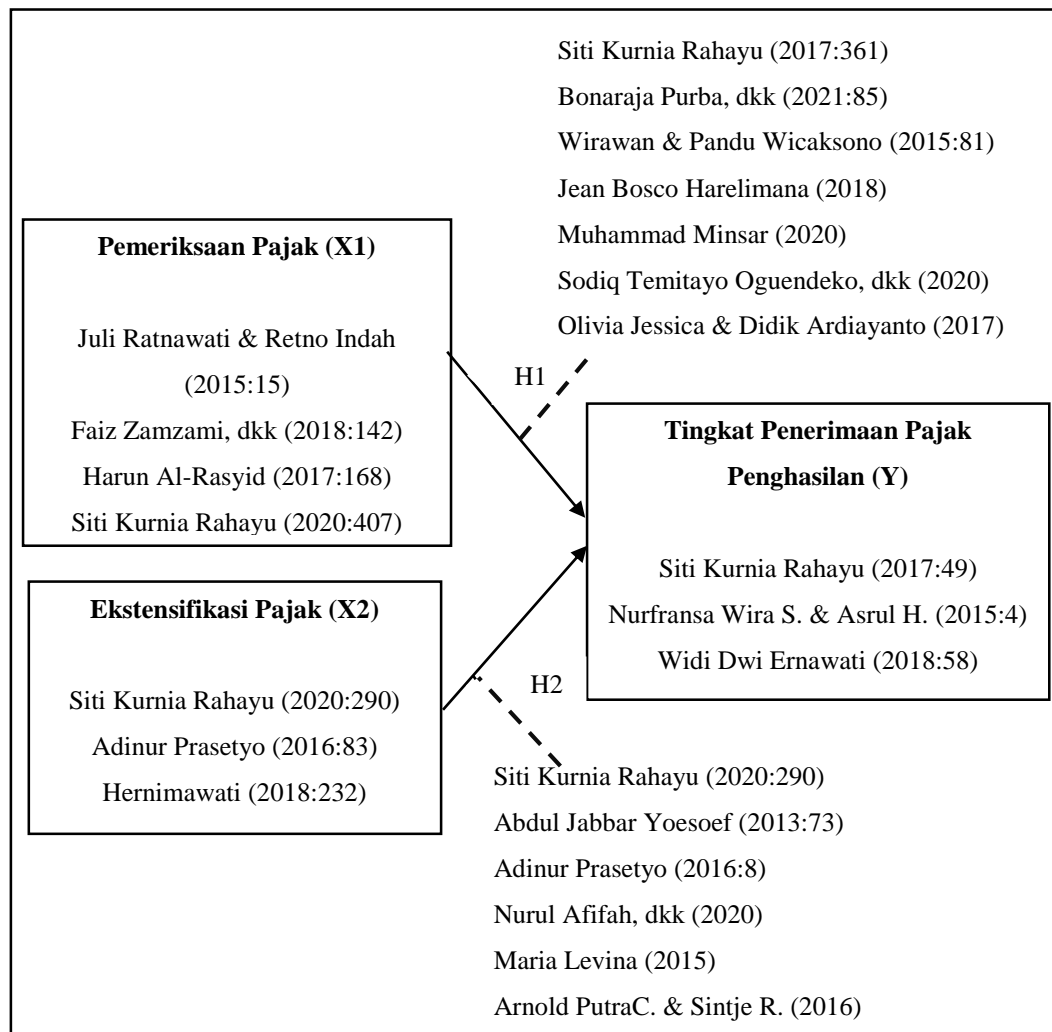 Siti Kurnia Rahayu (2017:361)
Bonaraja Purba, dkk (2021:85)
Wirawan & Pandu Wicaksono (2015:81)
Jean Bosco Harelimana (2018)
Muhammad Minsar (2020)
Sodiq Temitayo Oguendeko, dkk (2020)
Olivia Jessica & Didik Ardiayanto (2017)
Pemeriksaan Pajak (X1)
Juli Ratnawati & Retno Indah
(2015:15)
Faiz Zamzami, dkk (2018:142)
Harun Al-Rasyid (2017:168)
Siti Kurnia Rahayu (2020:407)
H1
Tingkat Penerimaan Pajak
Penghasilan (Y)
Siti Kurnia Rahayu (2017:49)
Nurfransa Wira S. & Asrul H. (2015:4)
Widi Dwi Ernawati (2018:58)
Ekstensifikasi Pajak (X2)
Siti Kurnia Rahayu (2020:290)
Adinur Prasetyo (2016:83)
Hernimawati (2018:232)
H2
Siti Kurnia Rahayu (2020:290)
Abdul Jabbar Yoesoef (2013:73)
Adinur Prasetyo (2016:8)
Nurul Afifah, dkk (2020)
Maria Levina (2015)
Arnold PutraC. & Sintje R. (2016)